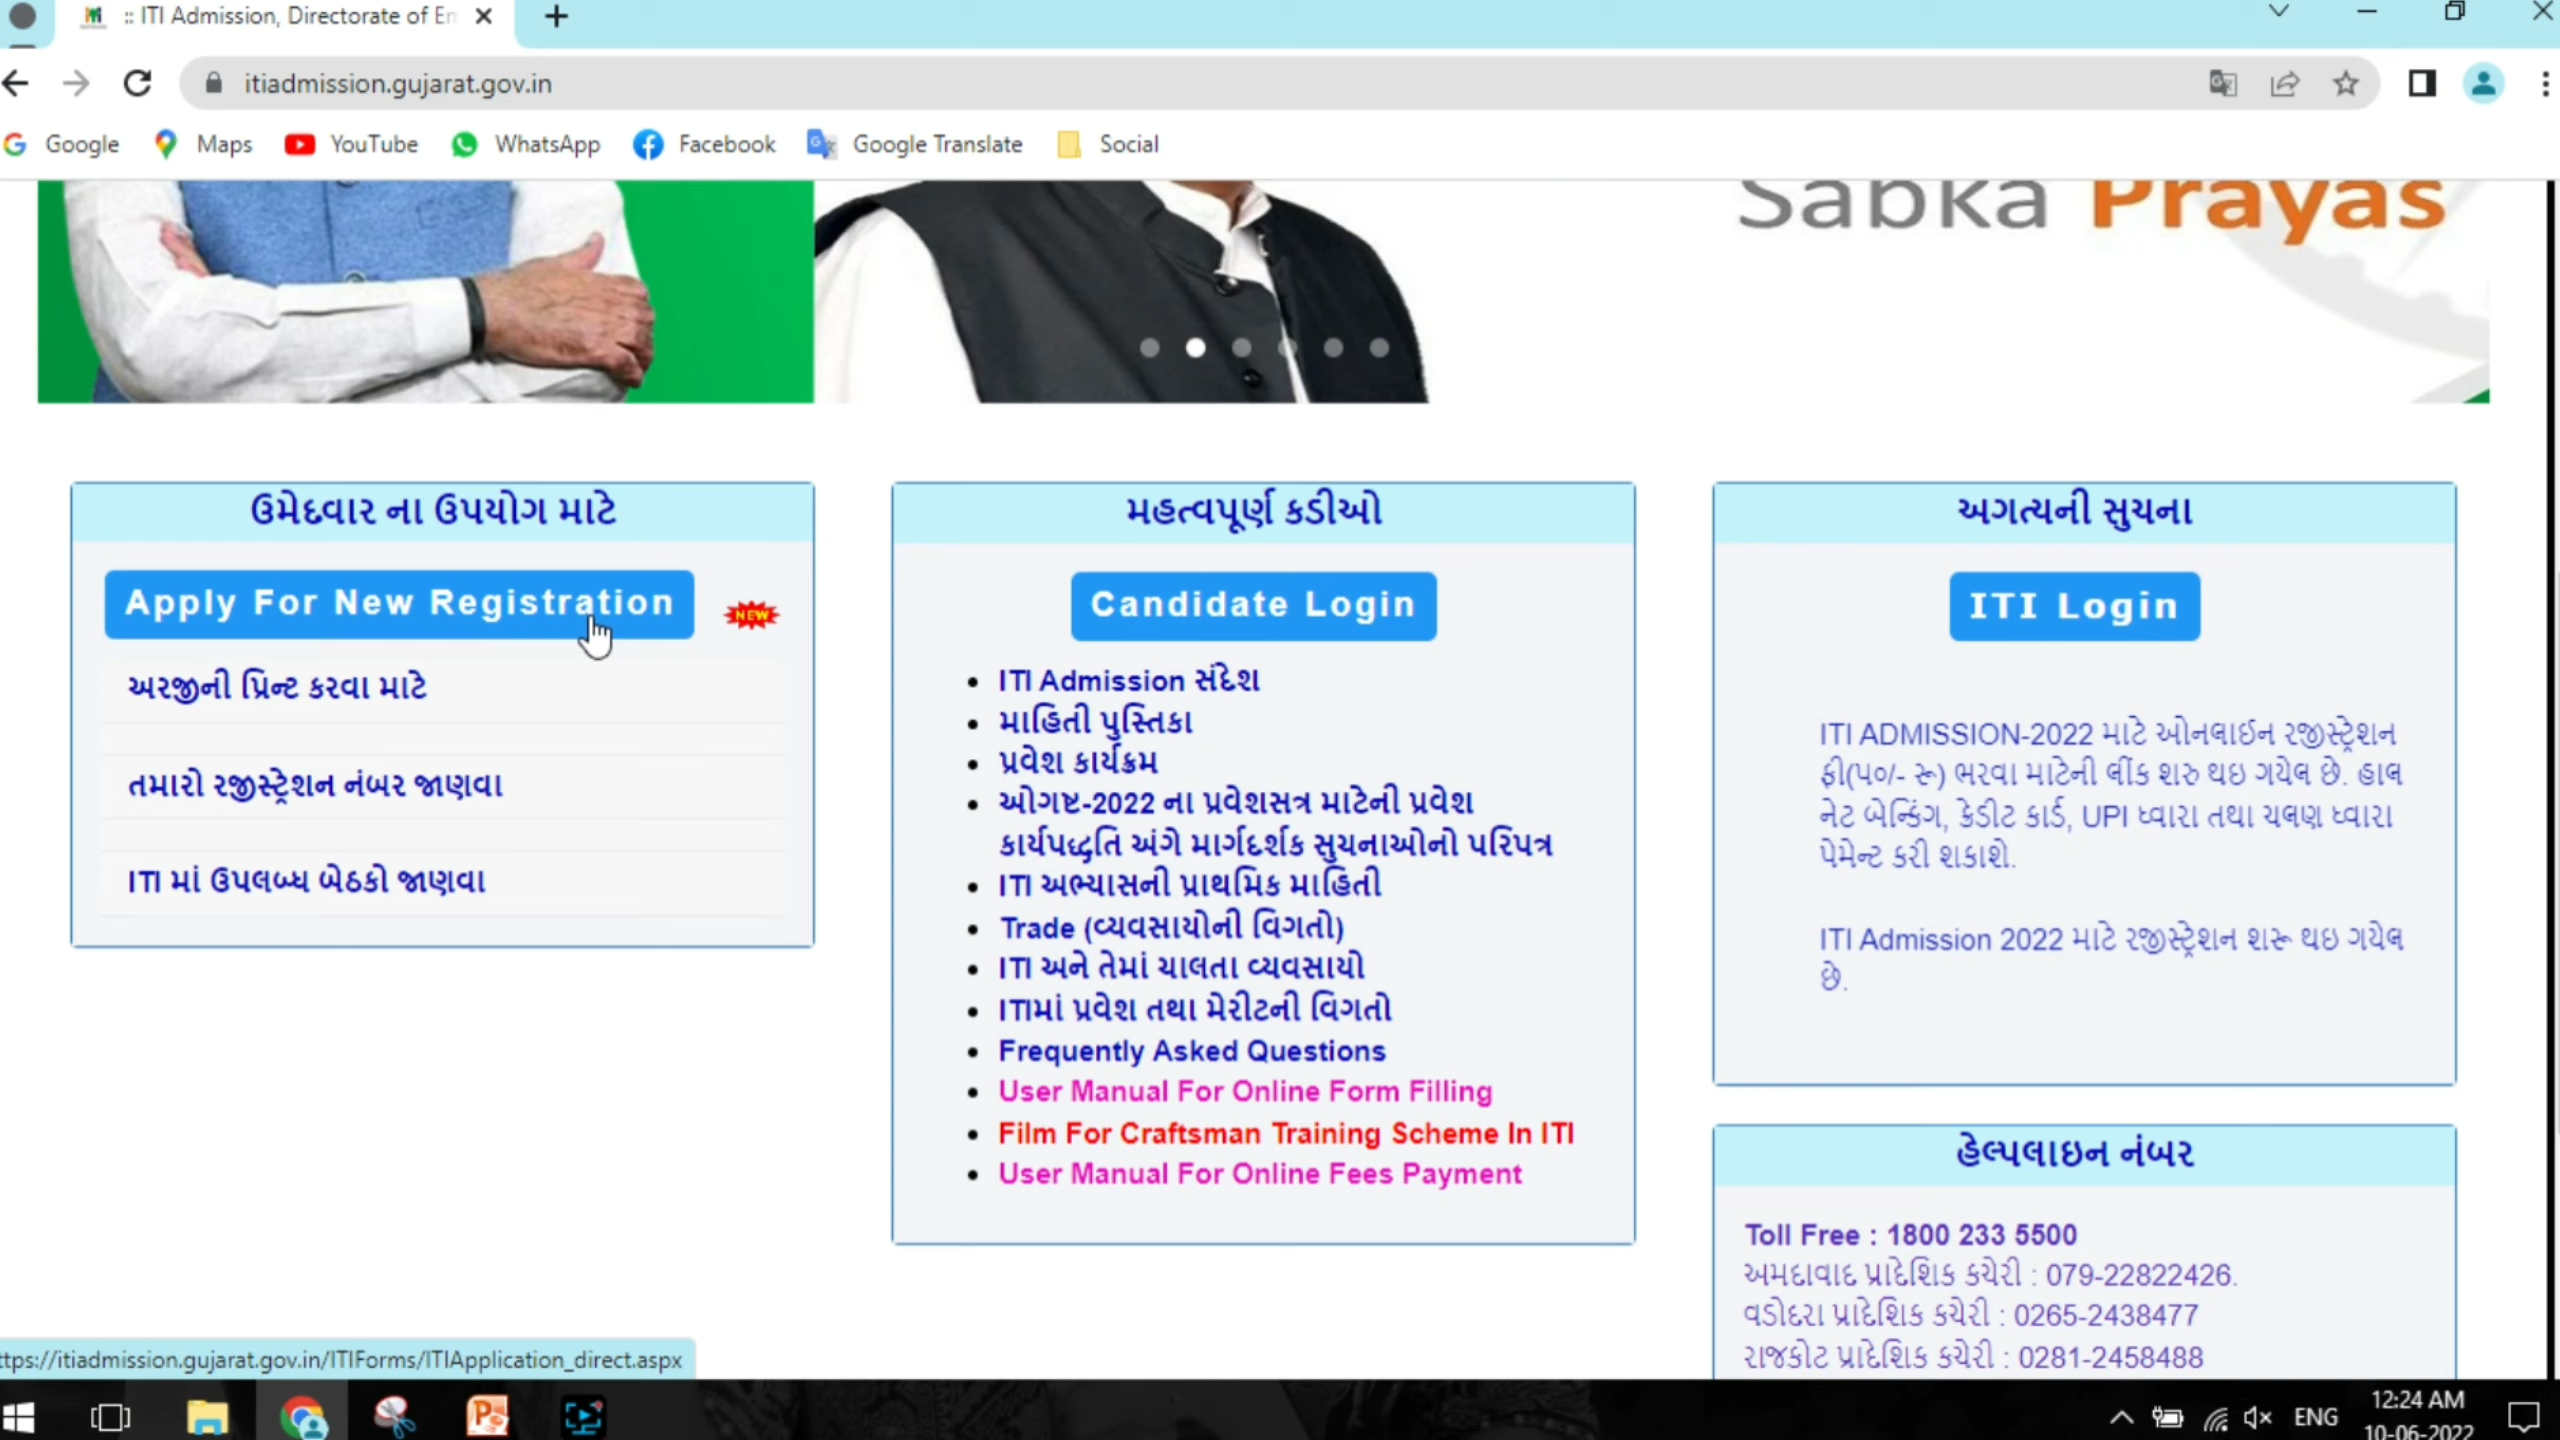 :: ITI Admission, Directorate of Em
itiadmission.gujarat.gov.in
Google Maps YouTube WhatsApp Facebook Google Translate Social
Sabka Prayas
ઉમેદવાર ના ઉપયોગ માટે
Apply For New Registration NEW
અરજીની પ્રિન્ટ કરવા માટે
તમારો રજીસ્ટ્રેશન નંબર જાણવા
ITI માં ઉપલબ્ધ બેઠકો જાણવા
મહત્વપૂર્ણ કડીઓ
Candidate Login
ITI Admission સંદેશ
માહિતી પુસ્તિકા
પ્રવેશ કાર્યક્રમ
ઓગષ્ટ-2022 ના પ્રવેશસત્ર માટેની પ્રવેશ
કાર્યપદ્ધતિ અંગે માર્ગદર્શક સુચનાઓનો પરિપત્ર
ITI અભ્યાસની પ્રાથમિક માહિતી
Trade (વ્યવસાયોની વિગતો)
ITI અને તેમાં ચાલતા વ્યવસાયો
ITIમાં પ્રવેશ તથા મેરીટની વિગતો
Frequently Asked Questions
User Manual For Online Form Filling
Film For Craftsman Training Scheme In ITI
User Manual For Online Fees Payment
અગત્યની સુચના
ITI Login
ITI ADMISSION-2022 માટે ઓનલાઈન રજીસ્ટ્રેશન
ફી(૫૦/- રૂ) ભરવા માટેની લીંક શરુ થઇ ગયેલ છે. હાલ
નેટ બેન્કિંગ, ક્રેડીટ કાર્ડ, UPI ધ્વારા તથા ચલણ ધ્વારા
પેમેન્ટ કરી શકાશે.
ITI Admission 2022 માટે રજીસ્ટ્રેશન શરૂ થઇ ગયેલ
છે.
હેલ્પલાઇન નંબર
Toll Free : 1800 233 5500
અમદાવાદ પ્રાદેશિક કચેરી : 079-22822426.
વડોદરા પ્રાદેશિક કચેરી : 0265-2438477
રાજકોટ પ્રાદેશિક કચેરી : 0281-2458488
ttps://itiadmission.gujarat.gov.in/ITIForms/ITIApplication_direct.aspx
ENG
12:24 AM
10-06-2022